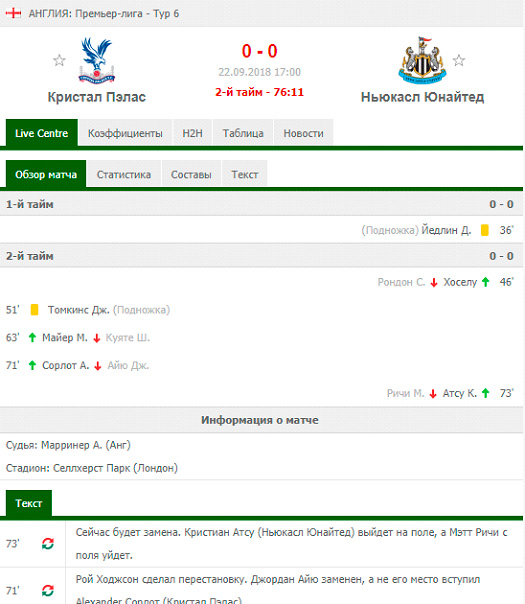 АНГЛИЯ: Премьер-лига - Тур 6
0 - 0
22.09.2018 17:00
2-й тайм - 76:11
Кристал Пэлас
Ньюкасл Юнайтед
Live Centre Коэффициенты H2H Таблица Новости
Обзор матча Статистика Составы Текст
1-й тайм 0 - 0
(Подножка) Йедлин Д. 36'
2-й тайм 0 - 0
Рондон С. Хоселу 46'
51' Томкинс Дж. (Подножка)
63' Майер М. Куяте Ш.
71' Сорлот А. Айю Дж.
Ричи М. Атсу К. 73'
Информация о матче
Судья: Марринер А. (Анг)
Стадион: Селлхерст Парк (Лондон)
Текст
73' Сейчас будет замена. Кристиан Атсу (Ньюкасл Юнайтед) выйдет на поле, а Мэтт Ричи с
поля уйдет.
71' Рой Ходжсон сделал перестановку. Джордан Айю заменен, а не его место вступил
Alexander Сорлот (Кристал Пэлас)